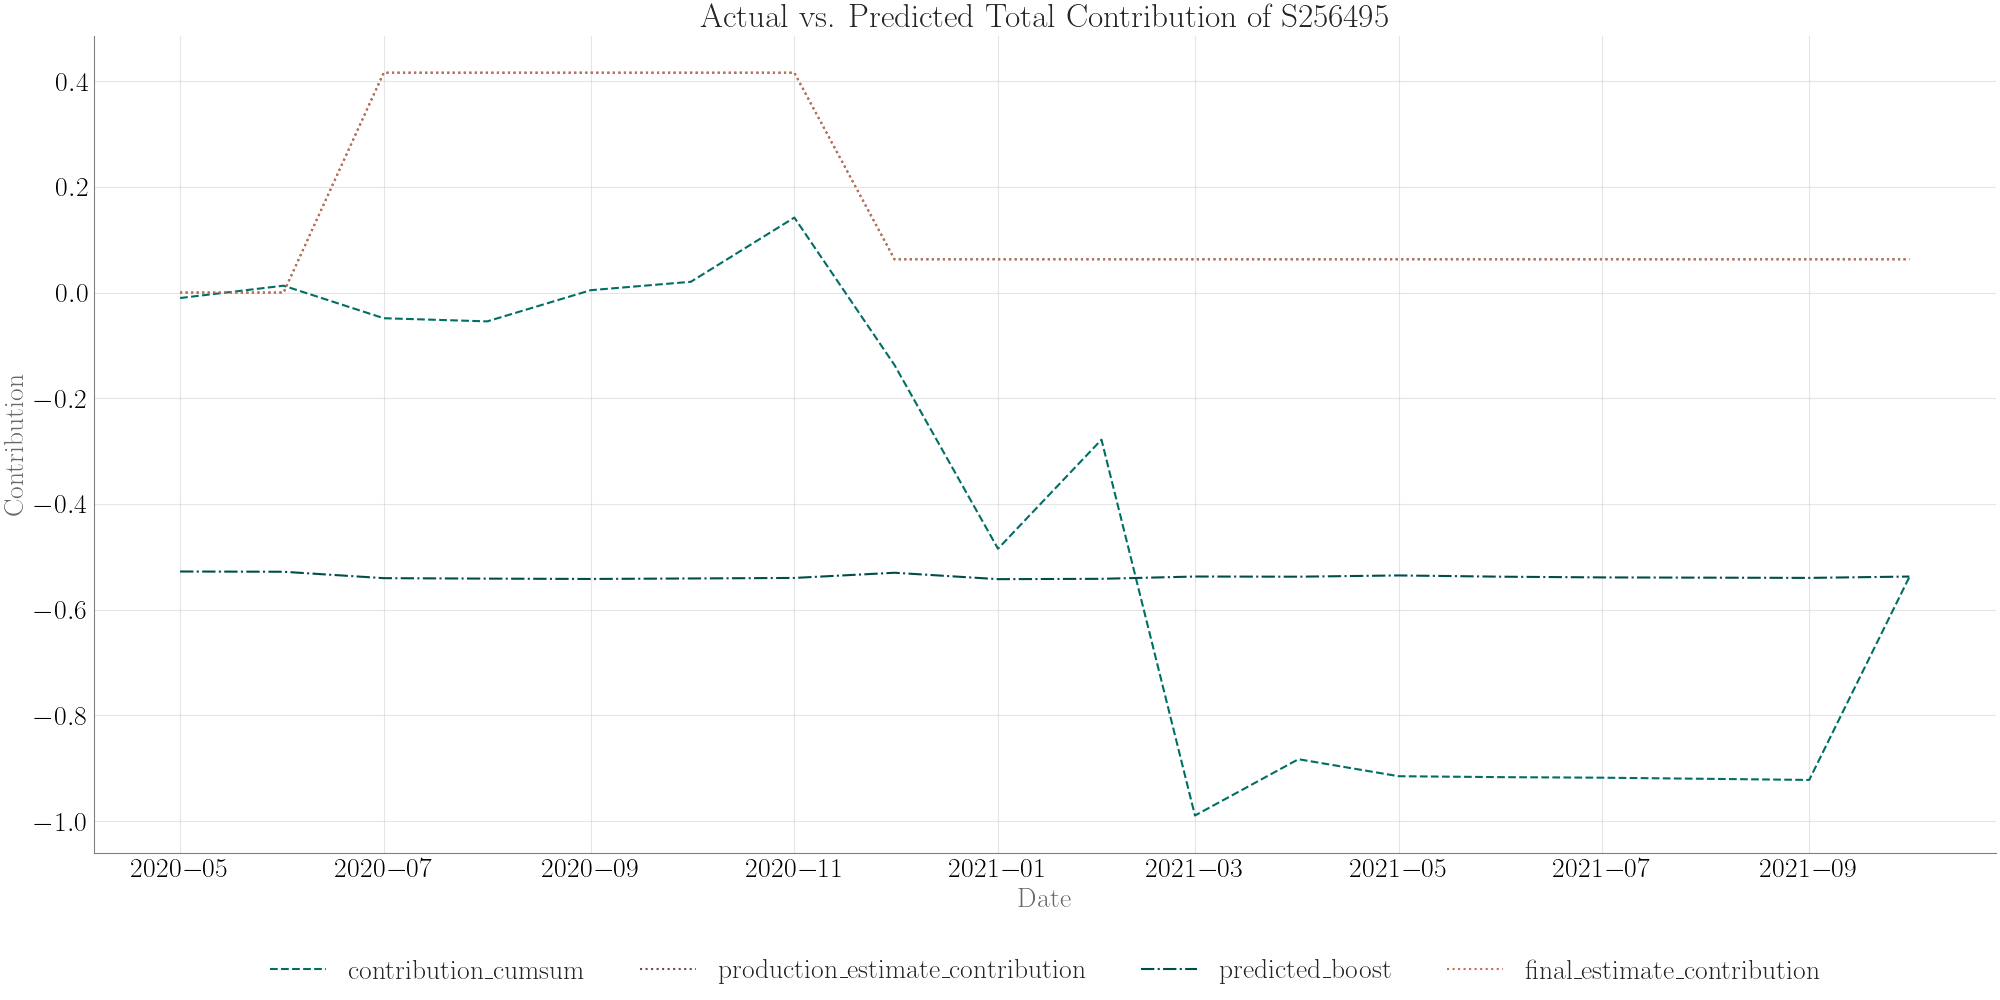 Actual vs. Predicted Total Contribution of S256495
Contribution
0.4
0.2
0.0
−0.2
−0.4
−0.6
−0.8
−1.0
2020−05 2020−07 2020−09 2020−11 2021−01 2021−03 2021−05 2021−07 2021−09
Date
contribution_cumsum production_estimate_contribution predicted_boost final_estimate_contribution